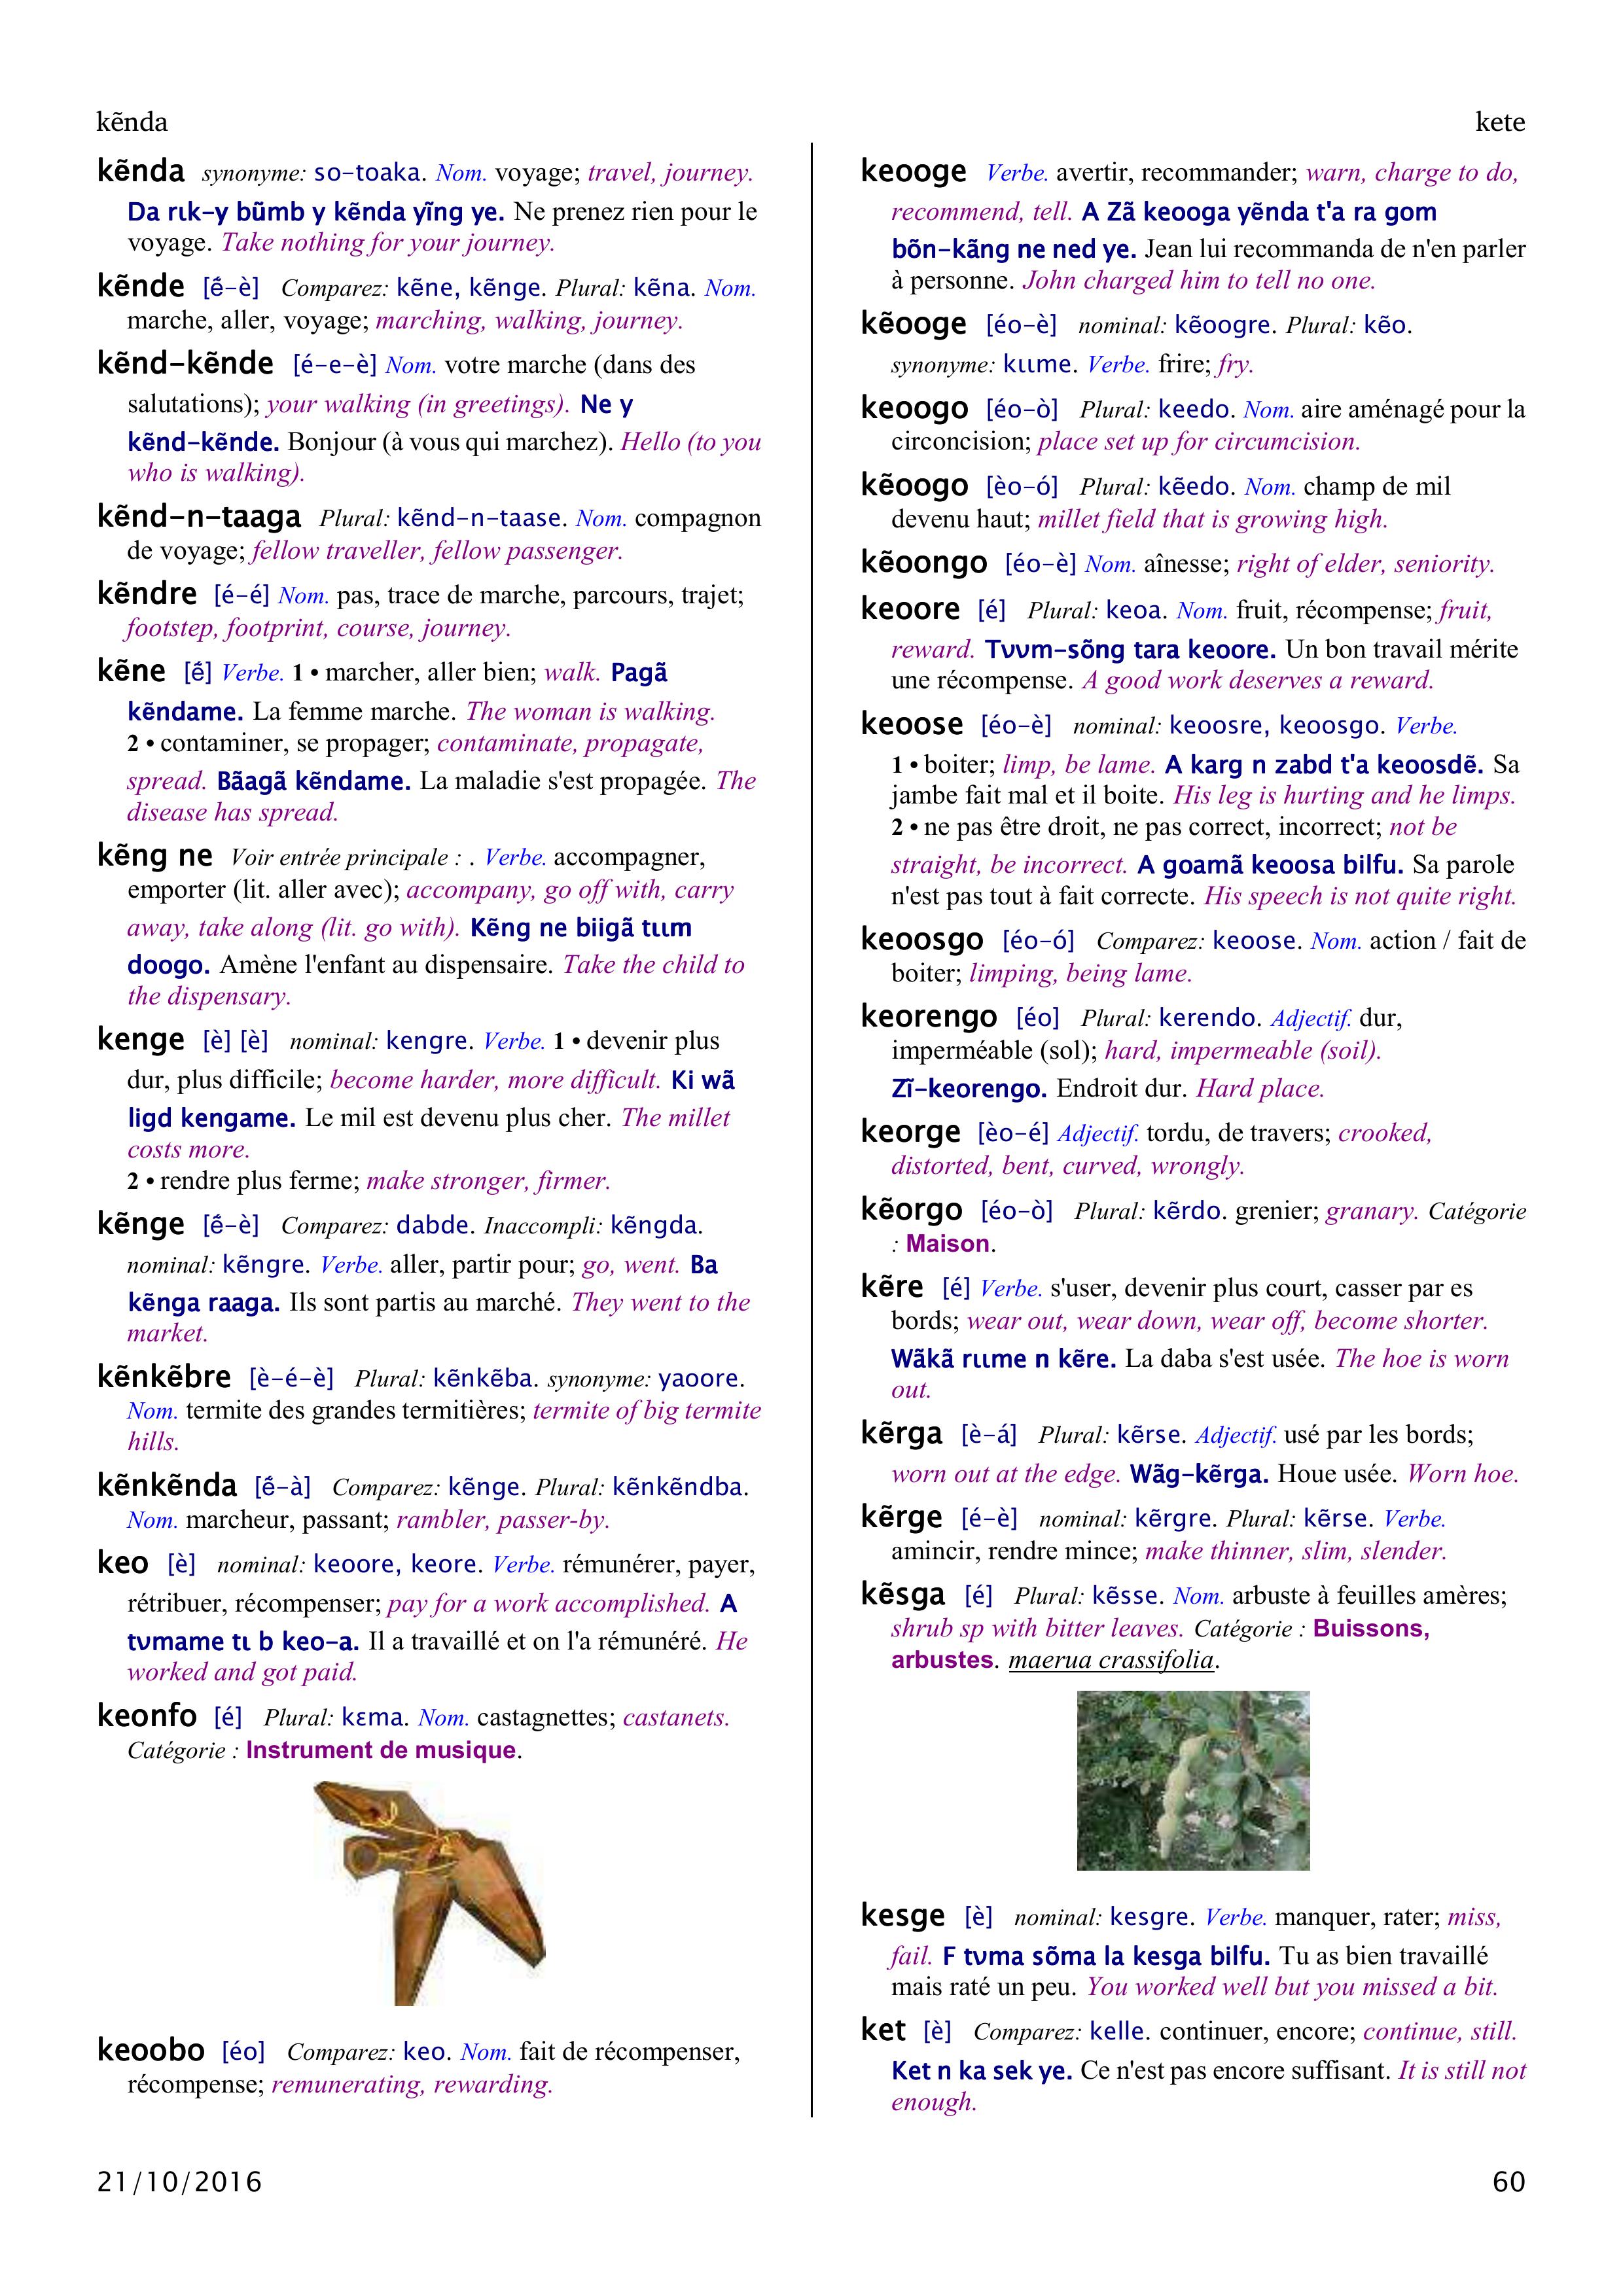 kẽnda
kete
kẽnda synonyme: so-toaka. Nom. voyage; travel, journey.
Da rɩk-y bũmb y kẽnda yĩng ye. Ne prenez rien pour le
voyage. Take nothing for your journey.
kẽnde [ẽ́-è] Comparez: kẽne, kẽnge. Plural: kẽna. Nom.
marche, aller, voyage; marching, walking, journey.
kẽnd-kẽnde [é-e-è] Nom. votre marche (dans des
salutations); your walking (in greetings). Ne y
kẽnd-kẽnde. Bonjour (à vous qui marchez). Hello (to you
who is walking).
kẽnd-n-taaga Plural: kẽnd-n-taase. Nom. compagnon
de voyage; fellow traveller, fellow passenger.
kẽndre [é-é] Nom. pas, trace de marche, parcours, trajet;
footstep, footprint, course, journey.
kẽne [ẽ́] Verbe. 1 • marcher, aller bien; walk. Pagã
kẽndame. La femme marche. The woman is walking.
2 • contaminer, se propager; contaminate, propagate,
spread. Bãagã kẽndame. La maladie s'est propagée. The
disease has spread.
kẽng ne Voir entrée principale : . Verbe. accompagner,
emporter (lit. aller avec); accompany, go off with, carry
away, take along (lit. go with). Kẽng ne biigã tɩɩm
doogo. Amène l'enfant au dispensaire. Take the child to
the dispensary.
kenge [è] [è] nominal: kengre. Verbe. 1 • devenir plus
dur, plus difficile; become harder, more difficult. Ki wã
ligd kengame. Le mil est devenu plus cher. The millet
costs more.
2 • rendre plus ferme; make stronger, firmer.
kẽnge [ẽ́-è] Comparez: dabde. Inaccompli: kẽngda.
nominal: kẽngre. Verbe. aller, partir pour; go, went. Ba
kẽnga raaga. Ils sont partis au marché. They went to the
market.
kẽnkẽbre [è-é-è] Plural: kẽnkẽba. synonyme: yaoore.
Nom. termite des grandes termitières; termite of big termite
hills.
kẽnkẽnda [ẽ́-à] Comparez: kẽnge. Plural: kẽnkẽndba.
Nom. marcheur, passant; rambler, passer-by.
keo [è] nominal: keoore, keore. Verbe. rémunérer, payer,
rétribuer, récompenser; pay for a work accomplished. A
tʋmame tɩ b keo-a. Il a travaillé et on l'a rémunéré. He
worked and got paid.
keonfo [é] Plural: kɛma. Nom. castagnettes; castanets.
Catégorie : Instrument de musique.
keoobo [éo] Comparez: keo. Nom. fait de récompenser,
récompense; remunerating, rewarding.
keooge Verbe. avertir, recommander; warn, charge to do,
recommend, tell. A Zã keooga yẽnda t'a ra gom
bõn-kãng ne ned ye. Jean lui recommanda de n'en parler
à personne. John charged him to tell no one.
kẽooge [éo-è] nominal: kẽoogre. Plural: kẽo.
synonyme: kɩɩme. Verbe. frire; fry.
keoogo [éo-ò] Plural: keedo. Nom. aire aménagé pour la
circoncision; place set up for circumcision.
kẽoogo [èo-ó] Plural: kẽedo. Nom. champ de mil
devenu haut; millet field that is growing high.
kẽoongo [éo-è] Nom. aînesse; right of elder, seniority.
keoore [é] Plural: keoa. Nom. fruit, récompense; fruit,
reward. Tʋʋm-sõng tara keoore. Un bon travail mérite
une récompense. A good work deserves a reward.
keoose [éo-è] nominal: keoosre, keoosgo. Verbe.
1 • boiter; limp, be lame. A karg n zabd t'a keoosdẽ. Sa
jambe fait mal et il boite. His leg is hurting and he limps.
2 • ne pas être droit, ne pas correct, incorrect; not be
straight, be incorrect. A goamã keoosa bilfu. Sa parole
n'est pas tout à fait correcte. His speech is not quite right.
keoosgo [éo-ó] Comparez: keoose. Nom. action / fait de
boiter; limping, being lame.
keorengo [éo] Plural: kerendo. Adjectif. dur,
imperméable (sol); hard, impermeable (soil).
Zĩ-keorengo. Endroit dur. Hard place.
keorge [èo-é] Adjectif. tordu, de travers; crooked,
distorted, bent, curved, wrongly.
kẽorgo [éo-ò] Plural: kẽrdo. grenier; granary. Catégorie
: Maison.
kẽre [é] Verbe. s'user, devenir plus court, casser par es
bords; wear out, wear down, wear off, become shorter.
Wãkã rɩɩme n kẽre. La daba s'est usée. The hoe is worn
out.
kẽrga [è-á] Plural: kẽrse. Adjectif. usé par les bords;
worn out at the edge. Wãg-kẽrga. Houe usée. Worn hoe.
kẽrge [é-è] nominal: kẽrgre. Plural: kẽrse. Verbe.
amincir, rendre mince; make thinner, slim, slender.
kẽsga [é] Plural: kẽsse. Nom. arbuste à feuilles amères;
shrub sp with bitter leaves. Catégorie : Buissons,
arbustes. maerua crassifolia.
kesge [è] nominal: kesgre. Verbe. manquer, rater; miss,
fail. F tʋma sõma la kesga bilfu. Tu as bien travaillé
mais raté un peu. You worked well but you missed a bit.
ket [è] Comparez: kelle. continuer, encore; continue, still.
Ket n ka sek ye. Ce n'est pas encore suffisant. It is still not
enough.
21/10/2016
60